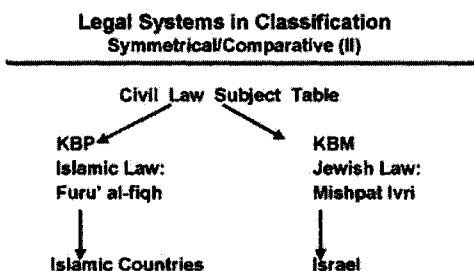 Legal Systems in Classification
Symmetrical/Comparative (II)
Civil Law Subject Table
KBP KBM
Islamic Law: Jewish Law:
Furu' al-fiqh Mishpat Ivri
Islamic Countries Israel